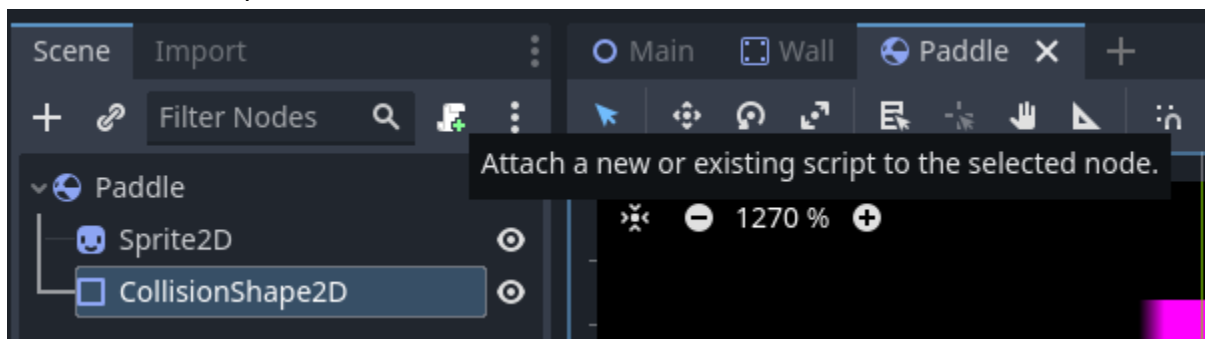 Scene Import
Main Wall Paddle
Filter Nodes
Attach a new or existing script to the selected node.
Paddle
1270 %
Sprite2D
CollisionShape2D